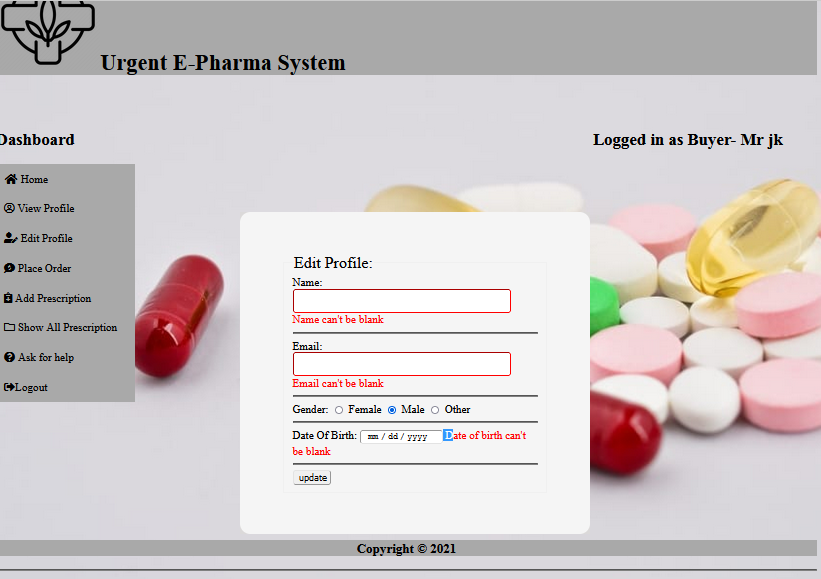 Urgent E-Pharma System
Dashboard
Logged in as Buyer- Mr jk
Home
View Profile
Edit Profile
Place Order
Add Prescription
Show All Prescription
Ask for help
Logout
Edit Profile:
Name:
Name can't be blank
Email:
Email can't be blank
Gender: Female Male Other
Date Of Birth: mm / dd / yyyy Date of birth can't
be blank
update
Copyright © 2021